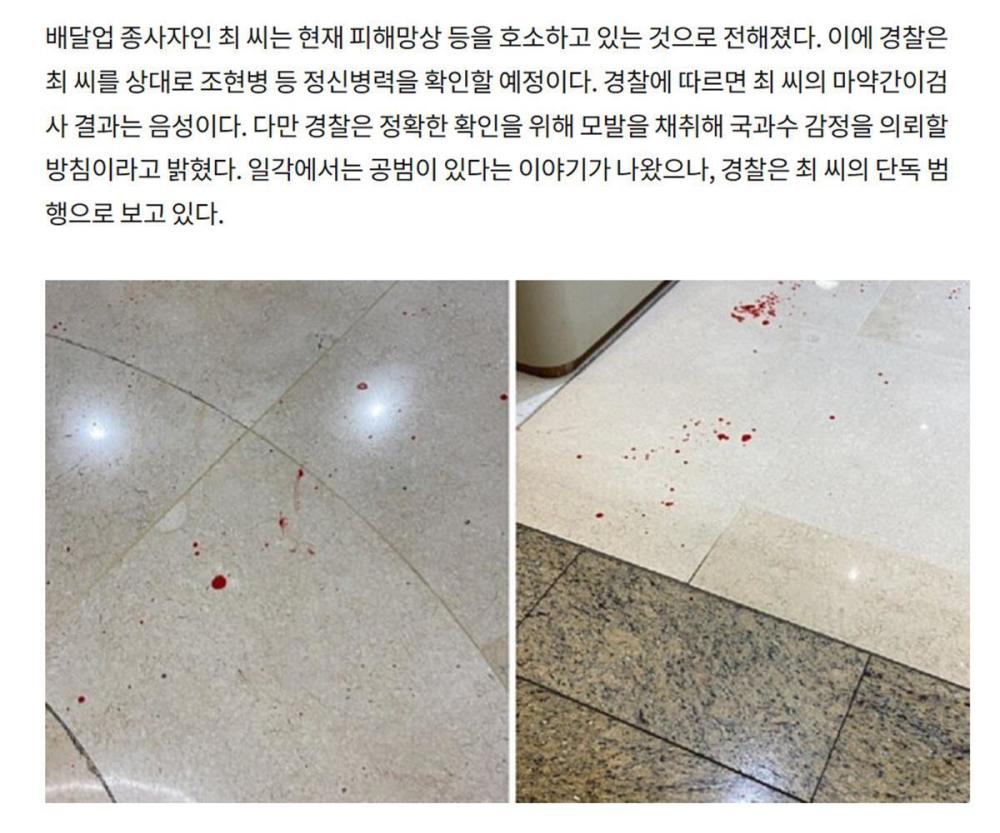 배달업 종사자인 최 씨는 현재 피해망상 등을 호소하고 있는 것으로 전해졌다. 이에 경찰은
최 씨를 상대로 조현병 등 정신병력을 확인할 예정이다. 경찰에 따르면 최 씨의 마약간이검
사 결과는 음성이다. 다만 경찰은 정확한 확인을 위해 모발을 채취해 국과수 감정을 의뢰할
방침이라고 밝혔다. 일각에서는 공범이 있다는 이야기가 나왔으나, 경찰은 최 씨의 단독 범
행으로 보고 있다.